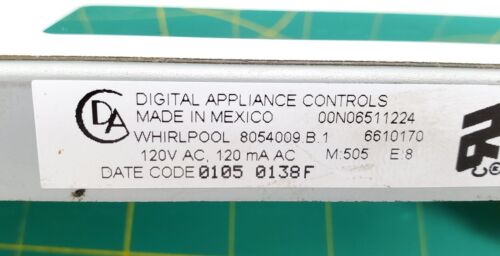 CDA
DIGITAL APPLIANCE CONTROLS
MADE IN MEXICO 00N06511224
WHIRLPOOL 8054009.B.1 6610170
120V AC, 120 mA AC M:505 E:8
DATE CODE 0105 0138F